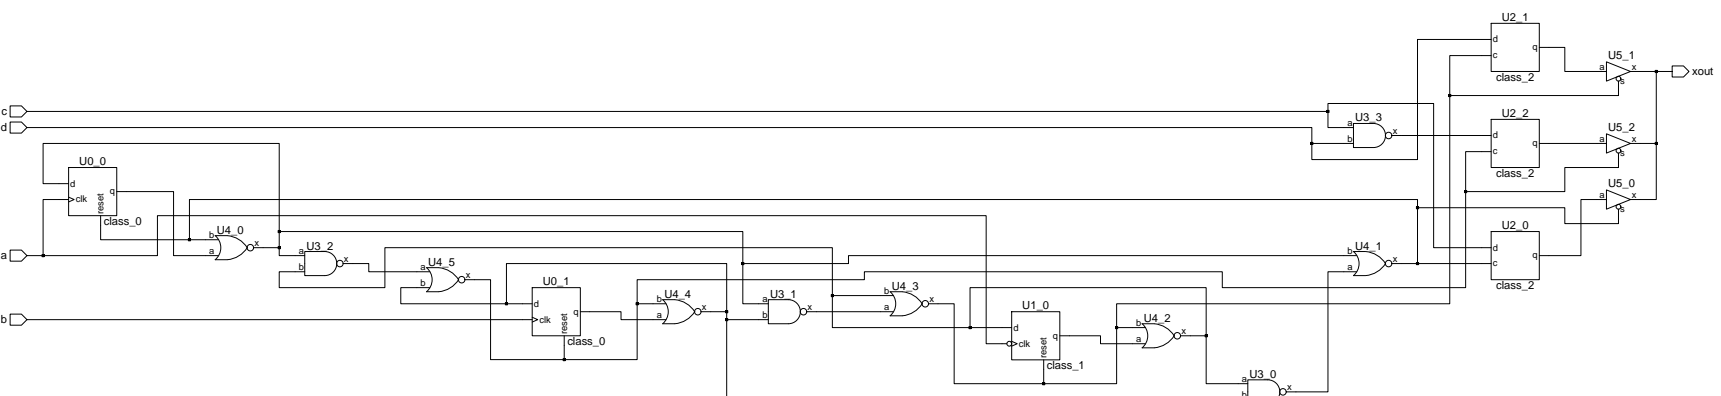 U2_1
d
c
q
class_2
U5_1
a
x
s
xout
c
d
U3_3
a
b
x
U2_2
d
c
q
class_2
U5_2
a
x
s
U0_0
d
clk
q
reset
class_0
U5_0
a
x
s
a
U4_0
b
a
x
U3_2
a
b
x
U4_5
a
b
x
U4_1
b
a
x
U2_0
d
c
q
class_2
b
U0_1
d
clk
q
reset
class_0
U4_4
b
a
x
U3_1
a
b
x
U4_3
b
a
x
U1_0
d
clk
q
reset
class_1
U4_2
b
a
x
U3_0
a
b
x